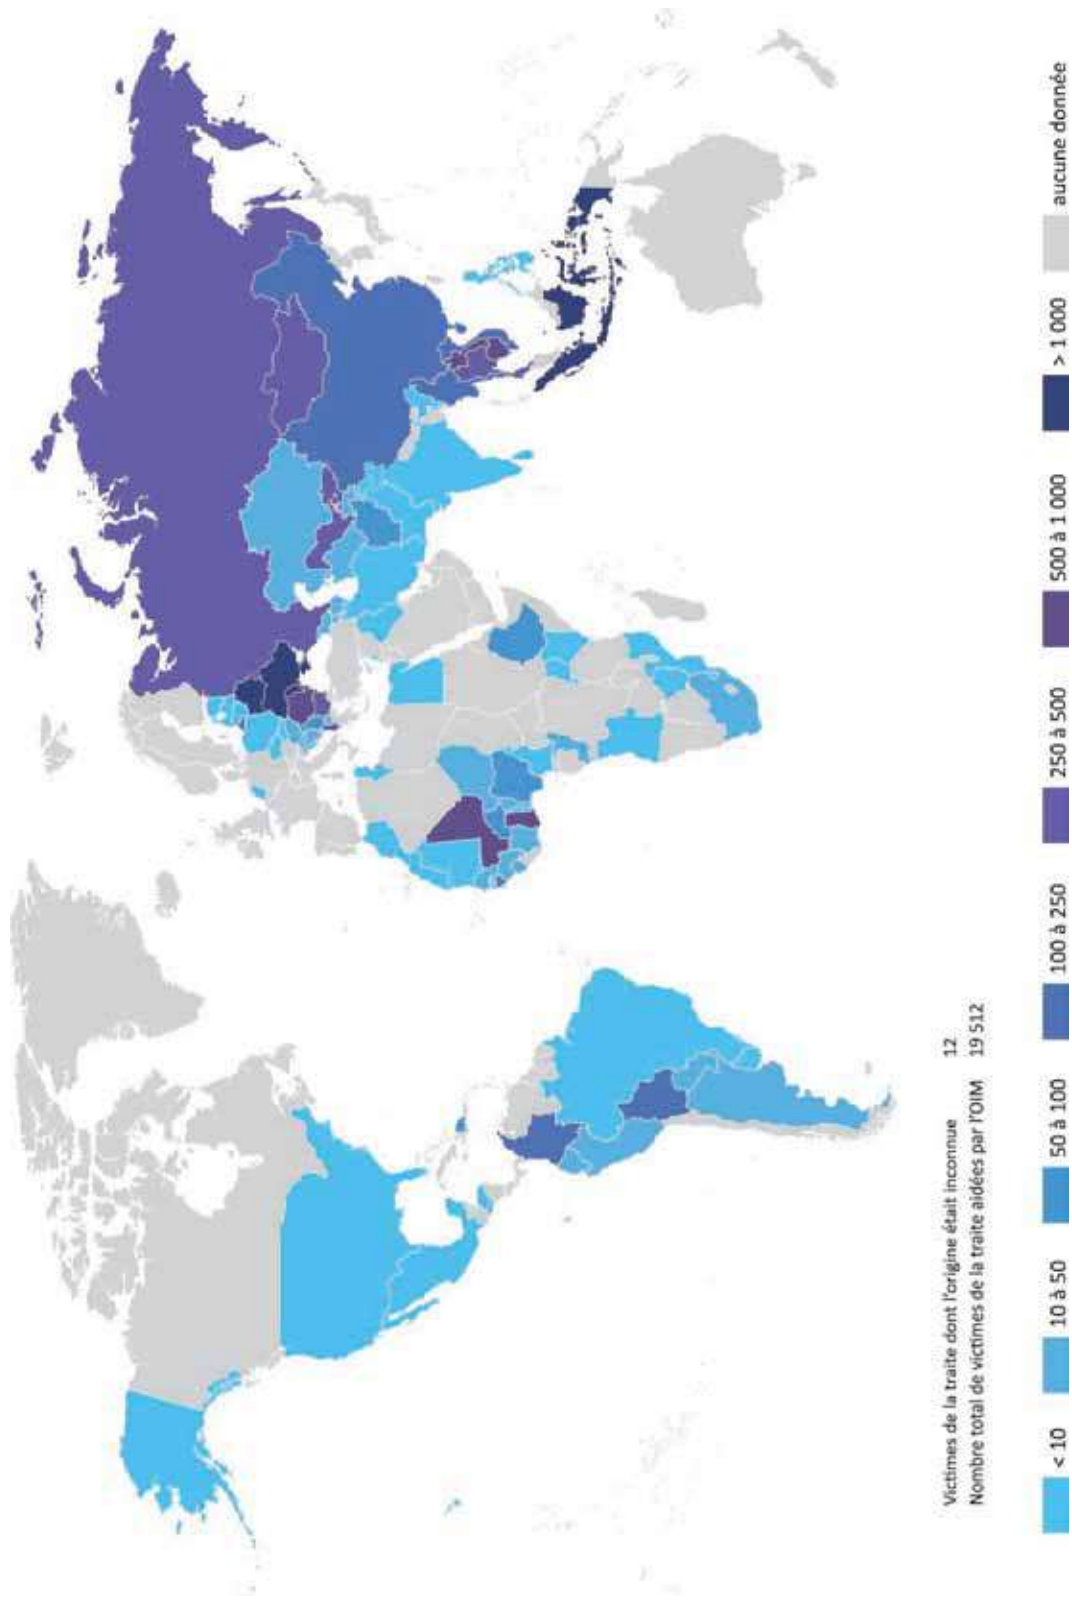 Victimes de la traite dont l'origine était inconnue 12
Nombre total de victimes de la traite aidées par l'OIM 19 512
< 10
10 à 50
50 à 100
100 à 250
250 à 500
500 à 1 000
> 1 000
aucune donnée